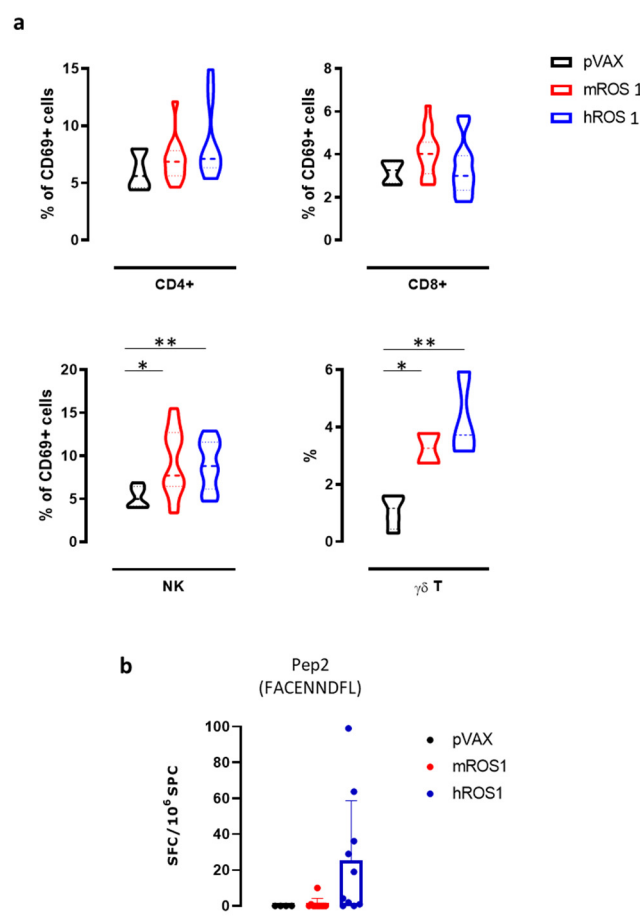 a
pVAX
mROS 1
hROS 1
% of CD69+ cells
15
10
5
0
CD4+
% of CD69+ cells
8
6
4
2
0
CD8+
% of CD69+ cells
20
15
10
5
0
**
*
NK
%
6
4
2
0
**
*
γδ T
b
Pep2
(FACENNDFL)
SFC/10⁶ SPC
100
80
60
40
20
0
pVAX
mROS1
hROS1